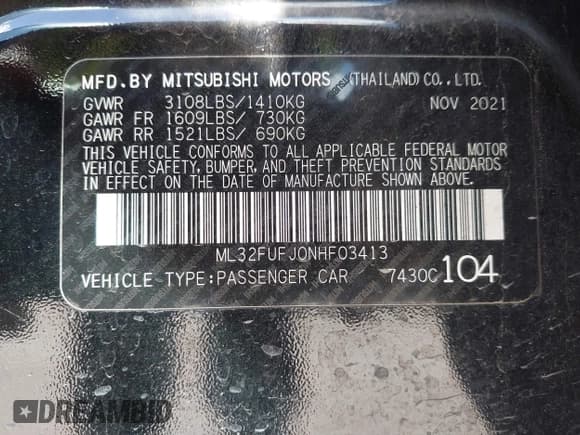 MFD.BY MITSUBISHI MOTORS (THAILAND) CO., LTD.
GVWR 3108LBS/1410KG NOV 2021
GAWR FR 1609LBS/ 730KG
GAWR RR 1521LBS/ 690KG
THIS VEHICLE CONFORMS TO ALL APPLICABLE FEDERAL MOTOR
VEHICLE SAFETY, BUMPER, AND THEFT PREVENTION STANDARDS
IN EFFECT ON THE DATE OF MANUFACTURE SHOWN ABOVE.
ML32FUFJ0NHF03413
VEHICLE TYPE:PASSENGER CAR 7430C 104
DREAMBID